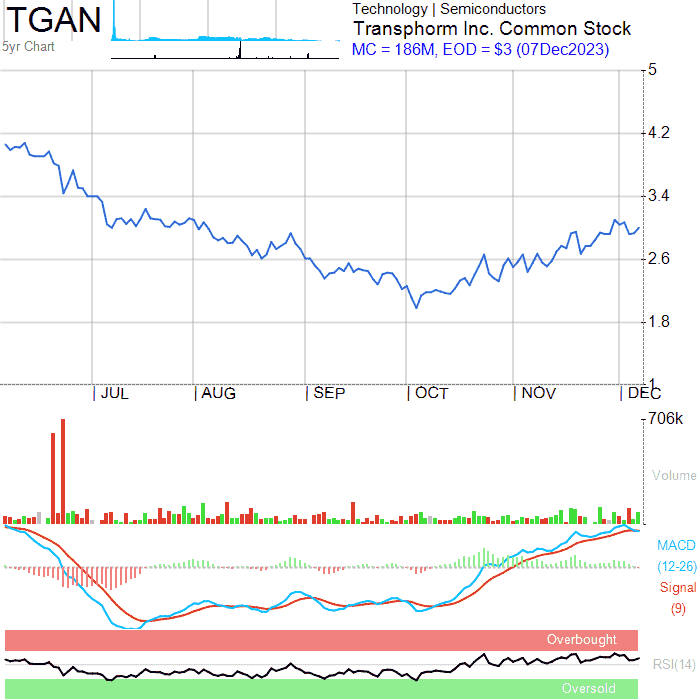 TGAN
5yr Chart
Technology | Semiconductors
Transphorm Inc. Common Stock
MC = 186M, EOD = $3 (07Dec2023)
5
4.2
3.4
2.6
1.8
1
JUL AUG SEP OCT NOV DEC
706k
Volume
MACD
(12-26)
Signal
(9)
Overbought
RSI(14)
Oversold